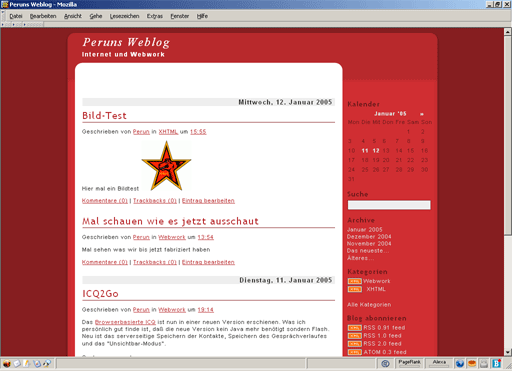 Peruns Weblog - Mozilla
Datei Bearbeiten Ansicht Gehe Lesezeichen Extras Fenster Hilfe
Peruns Weblog
Internet und Webwork
Mittwoch, 12. Januar 2005
Bild-Test
Geschrieben von Perun in XHTML um 15:55
Hier mal ein Bildtest
Kommentare (0) | Trackbacks (0) | Eintrag bearbeiten
Mal schauen wie es jetzt ausschaut
Geschrieben von Perun in Webwork um 13:54
Mal sehen was wir bis jetzt fabriziert haben
Kommentare (0) | Trackbacks (0) | Eintrag bearbeiten
Dienstag, 11. Januar 2005
ICQ2Go
Geschrieben von Perun in Webwork um 19:14
Das Browserbasierte ICQ ist nun in einer neuen Version erschienen. Was ich
persönlich gut finde ist, daß die neue Version kein Java mehr benötigt sondern Flash.
Neu ist das serverseitige Speichern der Kontakte, Speichern des Gesprächverlaufes
und das "Unsichtbar-Modus".
Kalender
Januar '05 »
Mon Die Mit Don Fre Sam Son
1 2
3 4 5 6 7 8 9
10 11 12 13 14 15 16
17 18 19 20 21 22 23
24 25 26 27 28 29 30
31
Suche
Archive
Januar 2005
Dezember 2004
November 2004
Das neueste...
Älteres...
Kategorien
XML Webwork
XML XHTML
Alle Kategorien
Blog abonnieren
XML RSS 0.91 feed
XML RSS 1.0 feed
XML RSS 2.0 feed
XML ATOM 0.3 feed
PageRank Alexa